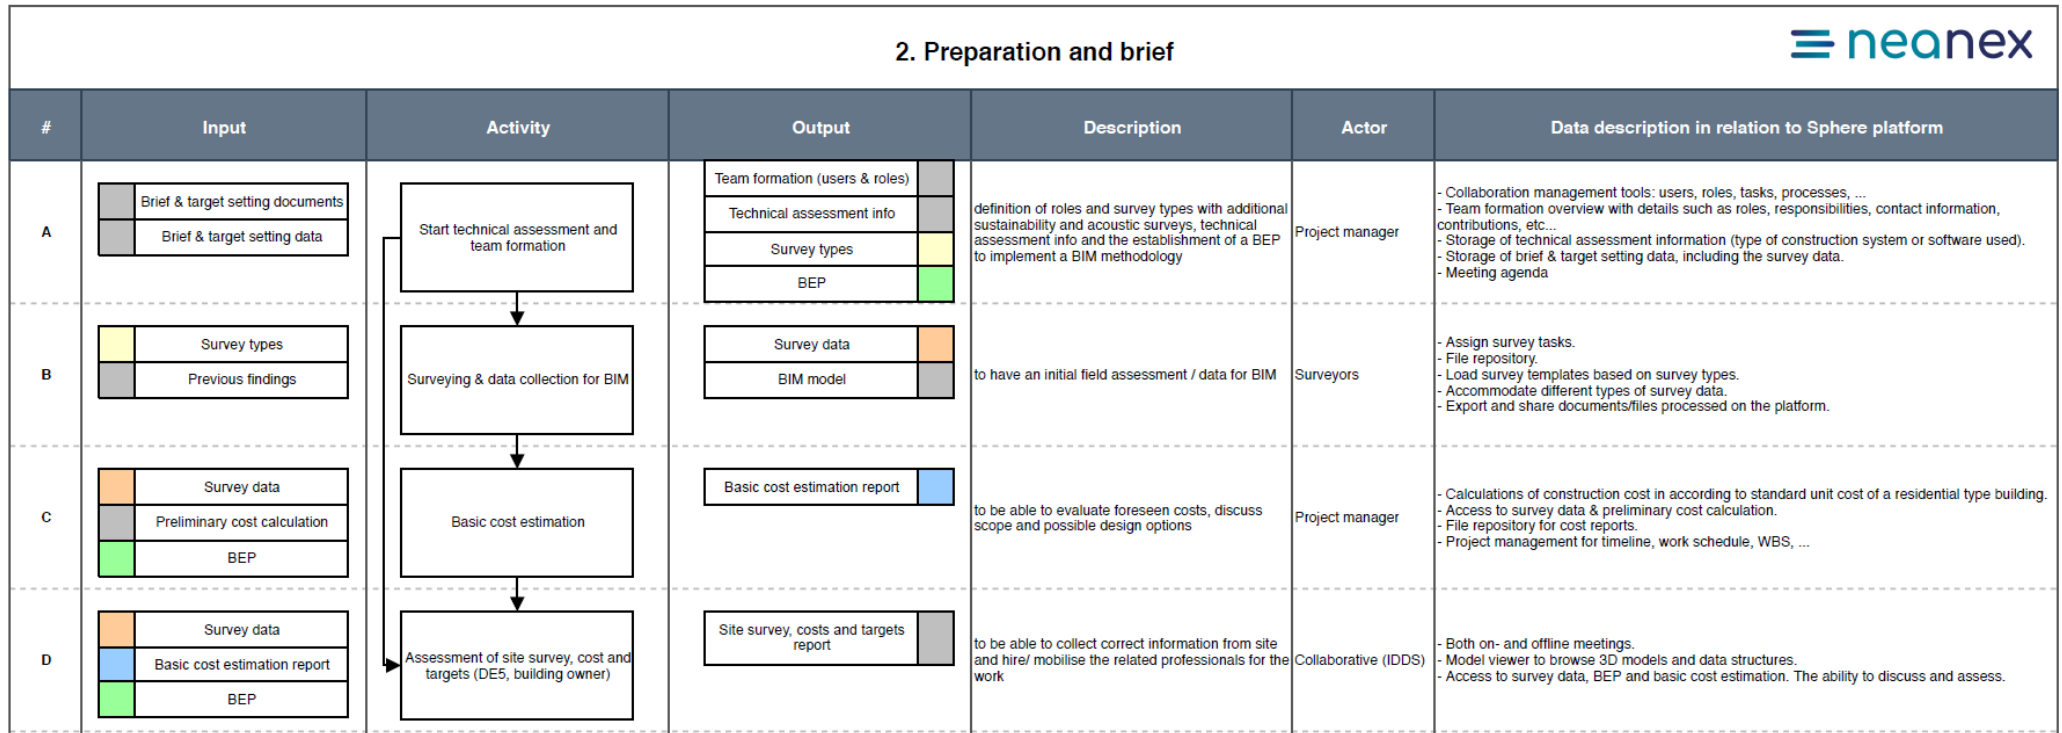 2. Preparation and brief
neanex
#
Input
Activity
Output
Description
Actor
Data description in relation to Sphere platform
A
Brief & target setting documents
Brief & target setting data
Start technical assessment and
team formation
Team formation (users & roles)
Technical assessment info
Survey types
BEP
definition of roles and survey types with additional
sustainability and acoustic surveys, technical
assessment info and the establishment of a BEP
to implement a BIM methodology
Project manager
- Collaboration management tools: users, roles, tasks, processes, ...
- Team formation overview with details such as roles, responsibilities, contact information,
contributions, etc...
- Storage of technical assessment information (type of construction system or software used).
- Storage of brief & target setting data, including the survey data.
- Meeting agenda
B
Survey types
Previous findings
Surveying & data collection for BIM
Survey data
BIM model
to have an initial field assessment / data for BIM
Surveyors
- Assign survey tasks.
- File repository.
- Load survey templates based on survey types.
- Accommodate different types of survey data.
- Export and share documents/files processed on the platform.
C
Survey data
Preliminary cost calculation
BEP
Basic cost estimation
Basic cost estimation report
to be able to evaluate foreseen costs, discuss
scope and possible design options
Project manager
- Calculations of construction cost in according to standard unit cost of a residential type building.
- Access to survey data & preliminary cost calculation.
- File repository for cost reports.
- Project management for timeline, work schedule, WBS, ...
D
Survey data
Basic cost estimation report
BEP
Assessment of site survey, cost and
targets (DE5, building owner)
Site survey, costs and targets
report
to be able to collect correct information from site
and hire/ mobilise the related professionals for the
work
Collaborative (IDDS)
- Both on- and offline meetings.
- Model viewer to browse 3D models and data structures.
- Access to survey data, BEP and basic cost estimation. The ability to discuss and assess.